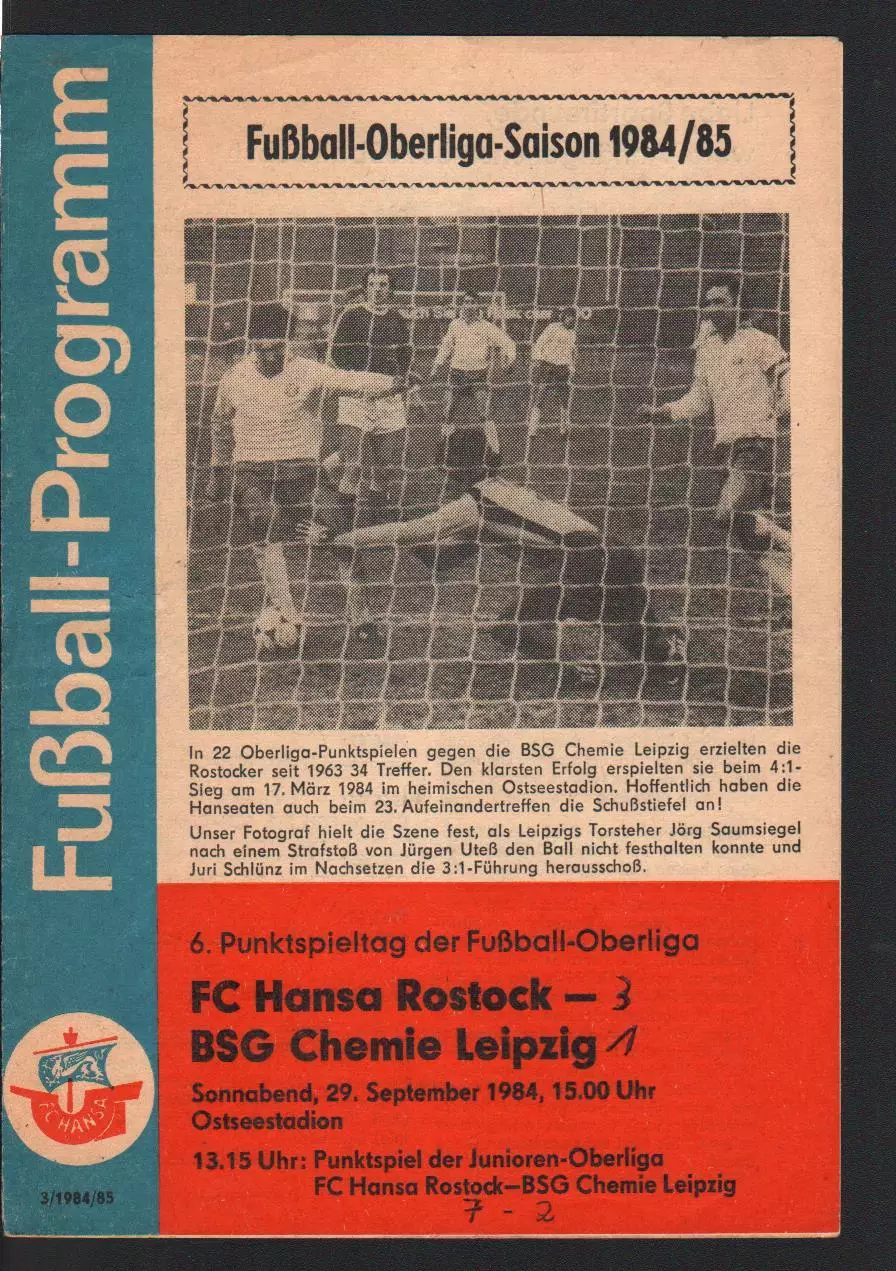 Fußball-Programm
Fußball-Oberliga-Saison 1984/85
In 22 Oberliga-Punktspielen gegen die BSG Chemie Leipzig erzielten die
Rostocker seit 1963 34 Treffer. Den klarsten Erfolg erspielten sie beim 4:1-
Sieg am 17. März 1984 im heimischen Ostseestadion. Hoffentlich haben die
Hanseaten auch beim 23. Aufeinandertreffen die Schußstiefel an!
Unser Fotograf hielt die Szene fest, als Leipzigs Torsteher Jörg Saumsiegel
nach einem Strafstoß von Jürgen Uteß den Ball nicht festhalten konnte und
Juri Schlünz im Nachsetzen die 3:1-Führung herausschoß.
6. Punktspieltag der Fußball-Oberliga
FC Hansa Rostock – 3
BSG Chemie Leipzig 1
Sonnabend, 29. September 1984, 15.00 Uhr
Ostseestadion
13.15 Uhr: Punktspiel der Junioren-Oberliga
FC Hansa Rostock–BSG Chemie Leipzig
7 - 2
FC HANSA
3/1984/85